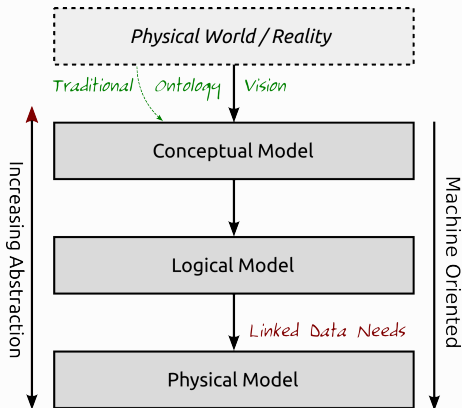 Physical World / Reality
Traditional Ontology Vision
Conceptual Model
Increasing Abstraction
Machine Oriented
Logical Model
Linked Data Needs
Physical Model